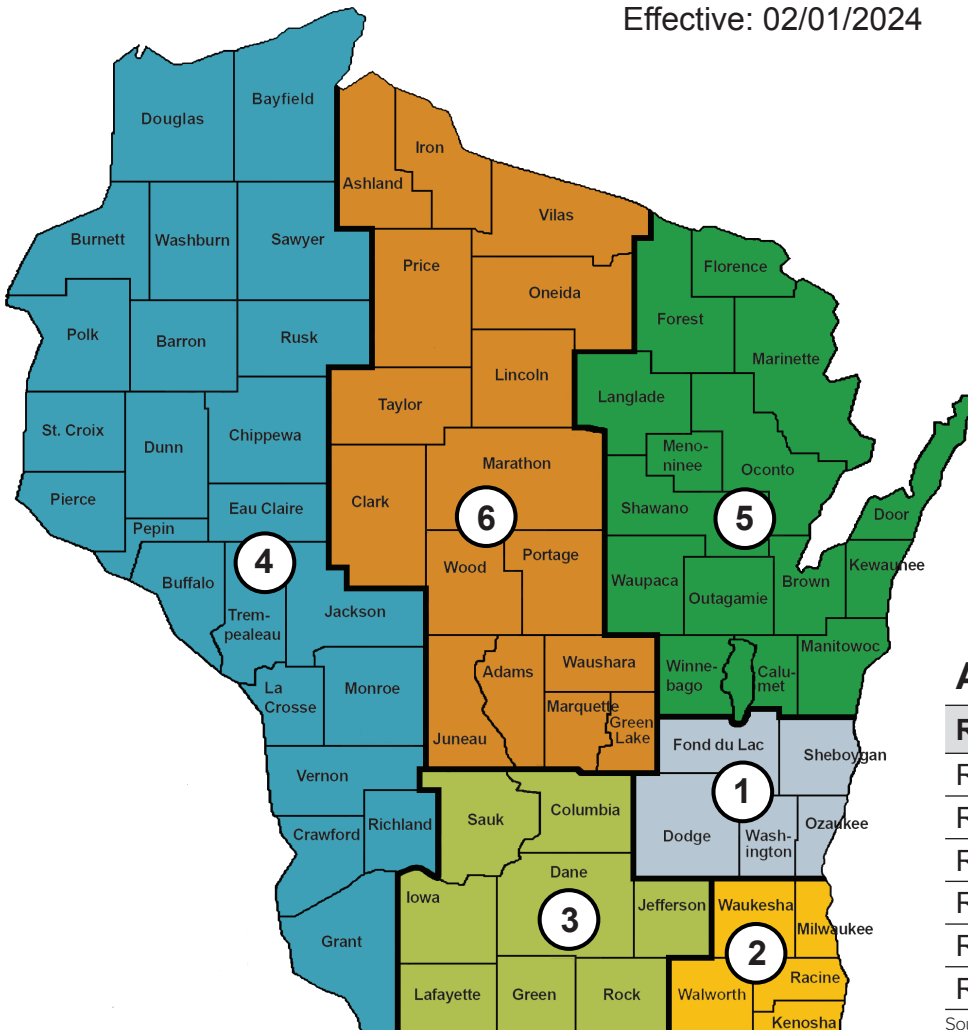 Effective: 02/01/2024
Bayfield
Douglas
Iron
Ashland
Vilas
Burnett
Washburn
Sawyer
Price
Florence
Oneida
Forest
Polk
Barron
Rusk
Marinette
Lincoln
Langlade
Taylor
St. Croix
Dunn
Chippewa
Marathon
Meno-
ninee
Oconto
Pierce
Clark
Eau Claire
Shawano
6
5
Door
Pepin
4
Wood
Portage
Waupaca
Brown
Kewaunee
Buffalo
Outagamie
Jackson
Trem-
pealeau
Manitowoc
Adams
Waushara
Winne-
bago
Calu-
met
La
Crosse
Monroe
Marquette
Green
Lake
Juneau
A
R
Fond du Lac
Sheboygan
Vernon
R
1
Richland
Sauk
Columbia
R
Crawford
Dodge
Wash-
ington
Ozaukee
R
Dane
R
Iowa
Jefferson
Waukesha
3
Milwaukee
R
Grant
2
Racine
R
Lafayette
Green
Rock
Walworth
Kenosha
Sou